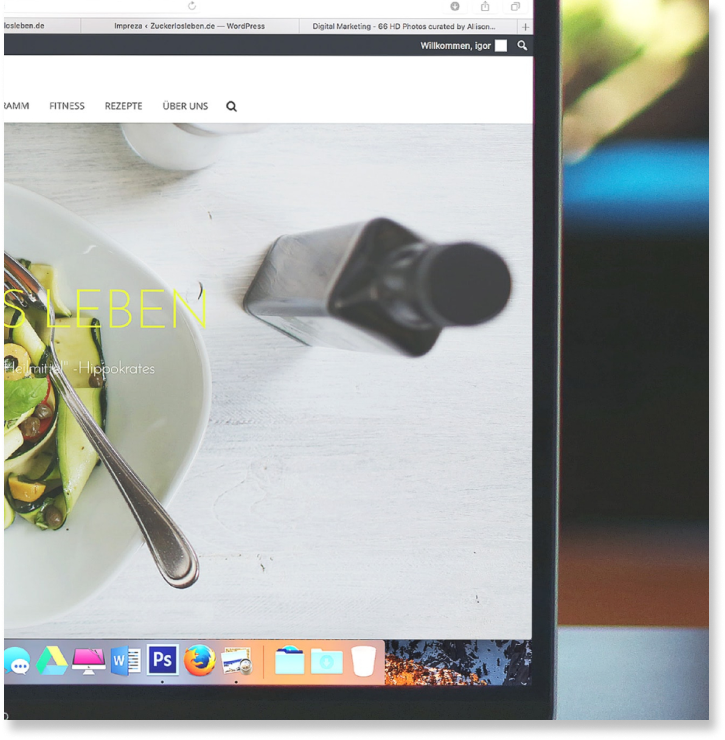 losleben.de
Impreza ‹ Zuckerlosleben.de — WordPress
Digital Marketing - 66 HD Photos curated by Allison...
Willkommen, igor
RAMM FITNESS REZEPTE ÜBER UNS
S LEBEN
Heilmittel" -Hippokrates
W
Ps